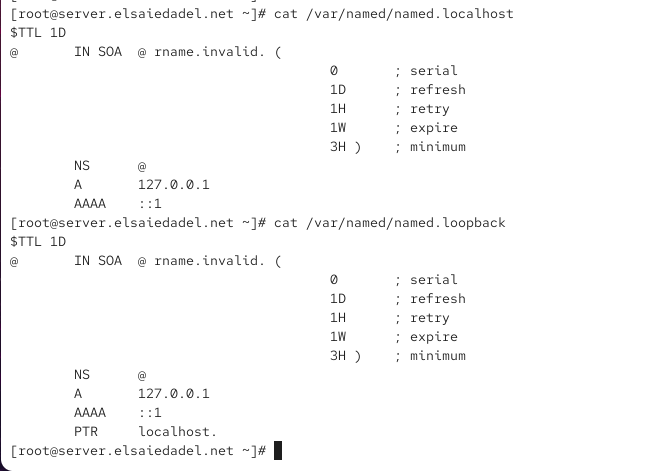 [root@server.elsaiedadel.net ~]# cat /var/named/named.localhost
$TTL 1D
@       IN SOA  @ rname.invalid. (
                                        0       ; serial
                                        1D      ; refresh
                                        1H      ; retry
                                        1W      ; expire
                                        3H )    ; minimum
        NS      @
        A       127.0.0.1
        AAAA    ::1
[root@server.elsaiedadel.net ~]# cat /var/named/named.loopback
$TTL 1D
@       IN SOA  @ rname.invalid. (
                                        0       ; serial
                                        1D      ; refresh
                                        1H      ; retry
                                        1W      ; expire
                                        3H )    ; minimum
        NS      @
        A       127.0.0.1
        AAAA    ::1
        PTR     localhost.
[root@server.elsaiedadel.net ~]#